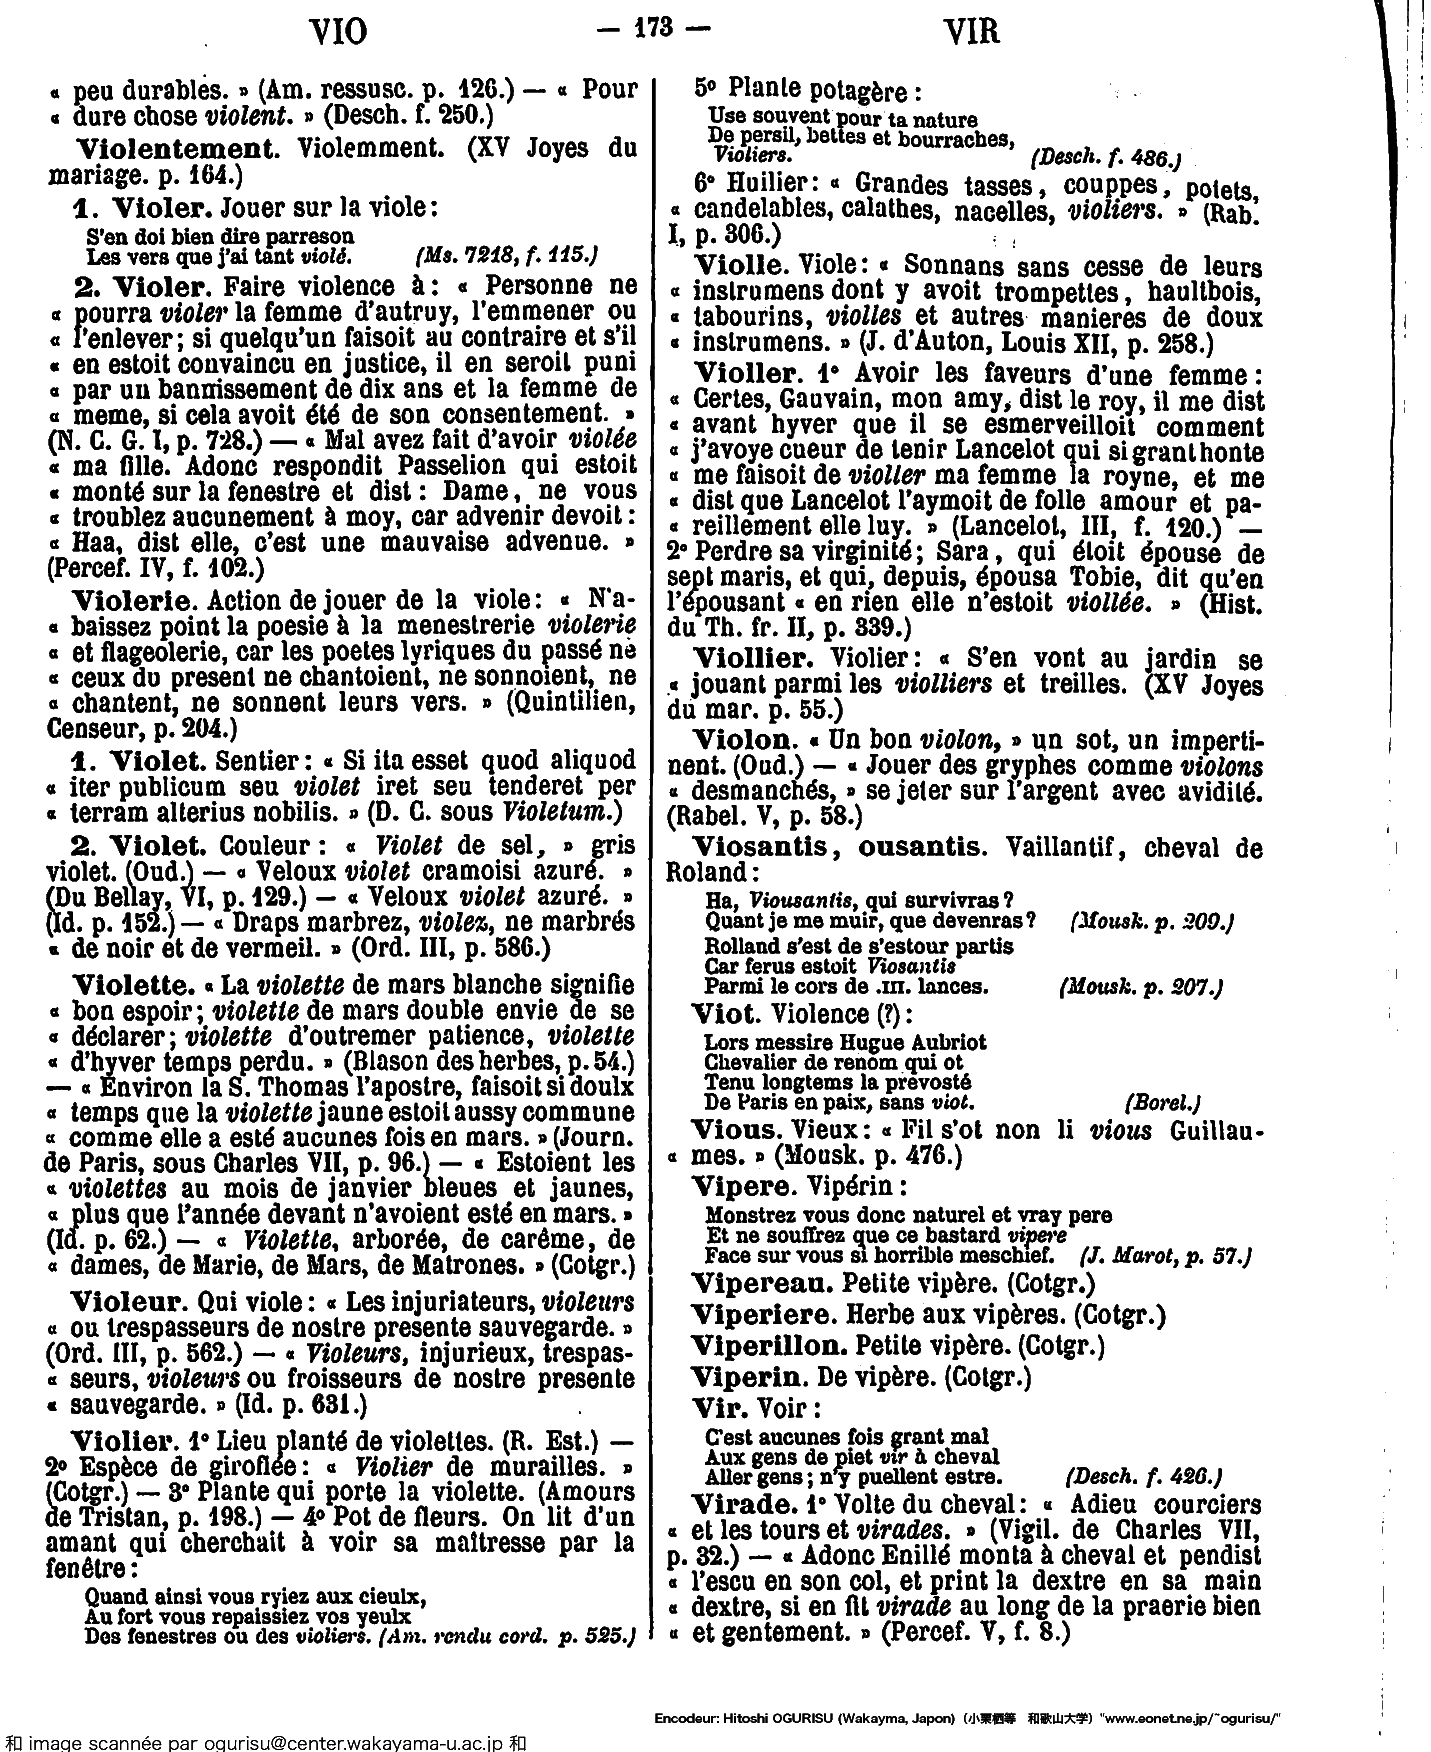 VIO — 173 — VIR
« peu durables. » (Am. ressusc. p. 126.) — « Pour
« dure chose violent. » (Desch. f. 250.)
Violentement. Violemment. (XV Joyes du
mariage. p. 164.)
1. Violer. Jouer sur la viole :
S'en doi bien dire parreson
Les vers que j'ai tant violé. (Ms. 7218, f. 115.)
2. Violer. Faire violence à : « Personne ne
« pourra violer la femme d'autruy, l'emmener ou
« l'enlever ; si quelqu'un faisoit au contraire et s'il
« en estoit convaincu en justice, il en seroit puni
« par un bannissement de dix ans et la femme de
« meme, si cela avoit été de son consentement. »
(N. C. G. I, p. 728.) — « Mal avez fait d'avoir violée
« ma fille. Adonc respondit Passelion qui estoit
« monté sur la fenestre et dist : Dame, ne vous
« troublez aucunement à moy, car advenir devoit :
« Haa, dist elle, c'est une mauvaise advenue. »
(Percef. IV, f. 102.)
Violerie. Action de jouer de la viole : « N'a-
« baissez point la poesie à la menestrerie violerie
« et flageolerie, car les poetes lyriques du passé ne
« ceux du present ne chantoient, ne sonnoient, ne
« chantent, ne sonnent leurs vers. » (Quintilien,
Censeur, p. 204.)
1. Violet. Sentier : « Si ita esset quod aliquod
« iter publicum seu violet iret seu tenderet per
« terram alterius nobilis. » (D. C. sous Violetum.)
2. Violet. Couleur : « Violet de sel, » gris
violet. (Oud.) — « Veloux violet cramoisi azuré. »
(Du Bellay, VI, p. 129.) — « Veloux violet azuré. »
(Id. p. 152.) — « Draps marbrez, violez, ne marbrés
« de noir et de vermeil. » (Ord. III, p. 586.)
Violette. « La violette de mars blanche signifie
« bon espoir ; violette de mars double envie de se
« déclarer ; violette d'outremer patience, violette
« d'hyver temps perdu. » (Blason des herbes, p. 54.)
— « Environ la S. Thomas l'apostre, faisoit si doulx
« temps que la violette jaune estoit aussy commune
« comme elle a esté aucunes fois en mars. » (Journ.
de Paris, sous Charles VII, p. 96.) — « Estoient les
« violettes au mois de janvier bleues et jaunes,
« plus que l'année devant n'avoient esté en mars. »
(Id. p. 62.) — « Violette, arborée, de carême, de
« dames, de Marie, de Mars, de Matrones. » (Cotgr.)
Violeur. Qui viole : « Les injuriateurs, violeurs
« ou trespasseurs de nostre presente sauvegarde. »
(Ord. III, p. 562.) — « Violeurs, injurieux, trespas-
« seurs, violeurs ou froisseurs de nostre presente
« sauvegarde. » (Id. p. 631.)
Violier. 1° Lieu planté de violettes. (R. Est.) —
2° Espèce de giroflée : « Violier de murailles. »
(Cotgr.) — 3° Plante qui porte la violette. (Amours
de Tristan, p. 198.) — 4° Pot de fleurs. On lit d'un
amant qui cherchait à voir sa maîtresse par la
fenêtre :
Quand ainsi vous ryiez aux cieulx,
Au fort vous repaissiez vos yeulx
Des fenestres ou des violiers. (Am. rendu cord. p. 525.)
5° Plante potagère :
Use souvent pour ta nature
De persil, bettes et bourraches,
Violiers. (Desch. f. 486.)
6° Huilier : « Grandes tasses, couppes, potets,
« candelables, calathes, nacelles, violiers. » (Rab.
I, p. 306.)
Violle. Viole : « Sonnans sans cesse de leurs
« instrumens dont y avoit trompettes, haultbois,
« tabourins, violles et autres manieres de doux
« instrumens. » (J. d'Auton, Louis XII, p. 258.)
Violler. 1° Avoir les faveurs d'une femme :
« Certes, Gauvain, mon amy, dist le roy, il me dist
« avant hyver que il se esmerveilloit comment
« j'avoye cueur de tenir Lancelot qui si grant honte
« me faisoit de violler ma femme la royne, et me
« dist que Lancelot l'aymoit de folle amour et pa-
« reillement elle luy. » (Lancelot, III, f. 120.) —
2° Perdre sa virginité ; Sara, qui étoit épouse de
sept maris, et qui, depuis, épousa Tobie, dit qu'en
l'épousant « en rien elle n'estoit viollée. » (Hist.
du Th. fr. II, p. 339.)
Viollier. Violier : « S'en vont au jardin se
« jouant parmi les violliers et treilles. (XV Joyes
du mar. p. 55.)
Violon. « Un bon violon, » un sot, un imperti-
nent. (Oud.) — « Jouer des gryphes comme violons
« desmanchés, » se jeter sur l'argent avec avidité.
(Rabel. V, p. 58.)
Viosantis, ousantis. Vaillantif, cheval de
Roland :
Ha, Viousantis, qui survivras ?
Quant je me muir, que devenras ? (Mousk. p. 209.)
Rolland s'est de s'estour partis
Car ferus estoit Viosantis
Parmi le cors de .III. lances. (Mousk. p. 207.)
Viot. Violence (?) :
Lors messire Hugue Aubriot
Chevalier de renom qui ot
Tenu longtems la prevosté
De Paris en paix, sans viot. (Borel.)
Vious. Vieux : « Fil s'ot non li vious Guillau-
« mes. » (Mousk. p. 476.)
Vipere. Vipérin :
Monstrez vous donc naturel et vray pere
Et ne souffrez que ce bastard vipere
Face sur vous si horrible meschief. (J. Marot, p. 57.)
Vipereau. Petite vipère. (Cotgr.)
Viperiere. Herbe aux vipères. (Cotgr.)
Viperillon. Petite vipère. (Cotgr.)
Viperin. De vipère. (Cotgr.)
Vir. Voir :
C'est aucunes fois grant mal
Aux gens de piet vir à cheval
Aller gens ; n'y puellent estre. (Desch. f. 426.)
Virade. 1° Volte du cheval : « Adieu courciers
« et les tours et virades. » (Vigil. de Charles VII,
p. 32.) — « Adonc Enillé monta à cheval et pendist
« l'escu en son col, et print la dextre en sa main
« dextre, si en fit virade au long de la praerie bien
« et gentement. » (Percef. V, f. 8.)
Encodeur: Hitoshi OGURISU (Wakayma, Japon) (小栗栖等 和歌山大学) "www.eonet.ne.jp/~ogurisu/"
和 image scannée par ogurisu@center.wakayama-u.ac.jp 和